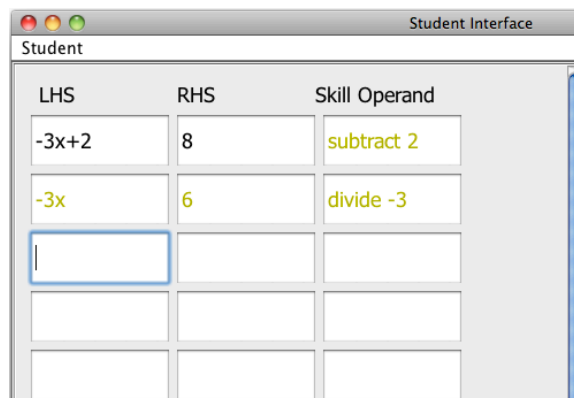 Student Interface
Student
LHS RHS Skill Operand
-3x+2 8 subtract 2
-3x 6 divide -3